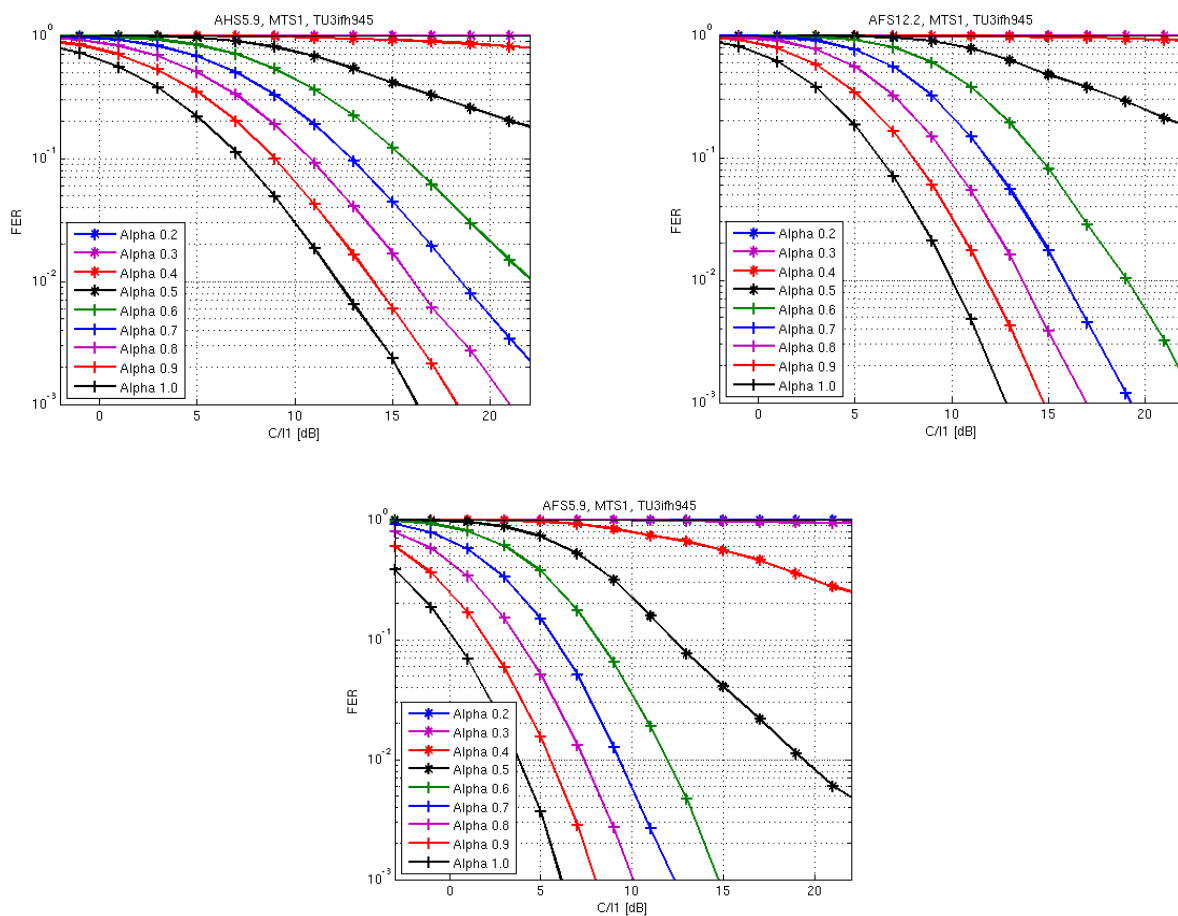 AHS5.9, MTS1, TU3ifh945
10^0
10^-1
10^-2
10^-3
FER
Alpha 0.2
Alpha 0.3
Alpha 0.4
Alpha 0.5
Alpha 0.6
Alpha 0.7
Alpha 0.8
Alpha 0.9
Alpha 1.0
0 5 10 15 20
C/I1 [dB]
AFS12.2, MTS1, TU3ifh945
10^0
10^-1
10^-2
10^-3
FER
Alpha 0.2
Alpha 0.3
Alpha 0.4
Alpha 0.5
Alpha 0.6
Alpha 0.7
Alpha 0.8
Alpha 0.9
Alpha 1.0
0 5 10 15 20
C/I1 [dB]
AFS5.9, MTS1, TU3ifh945
10^0
10^-1
10^-2
10^-3
FER
Alpha 0.2
Alpha 0.3
Alpha 0.4
Alpha 0.5
Alpha 0.6
Alpha 0.7
Alpha 0.8
Alpha 0.9
Alpha 1.0
0 5 10 15 20
C/I1 [dB]